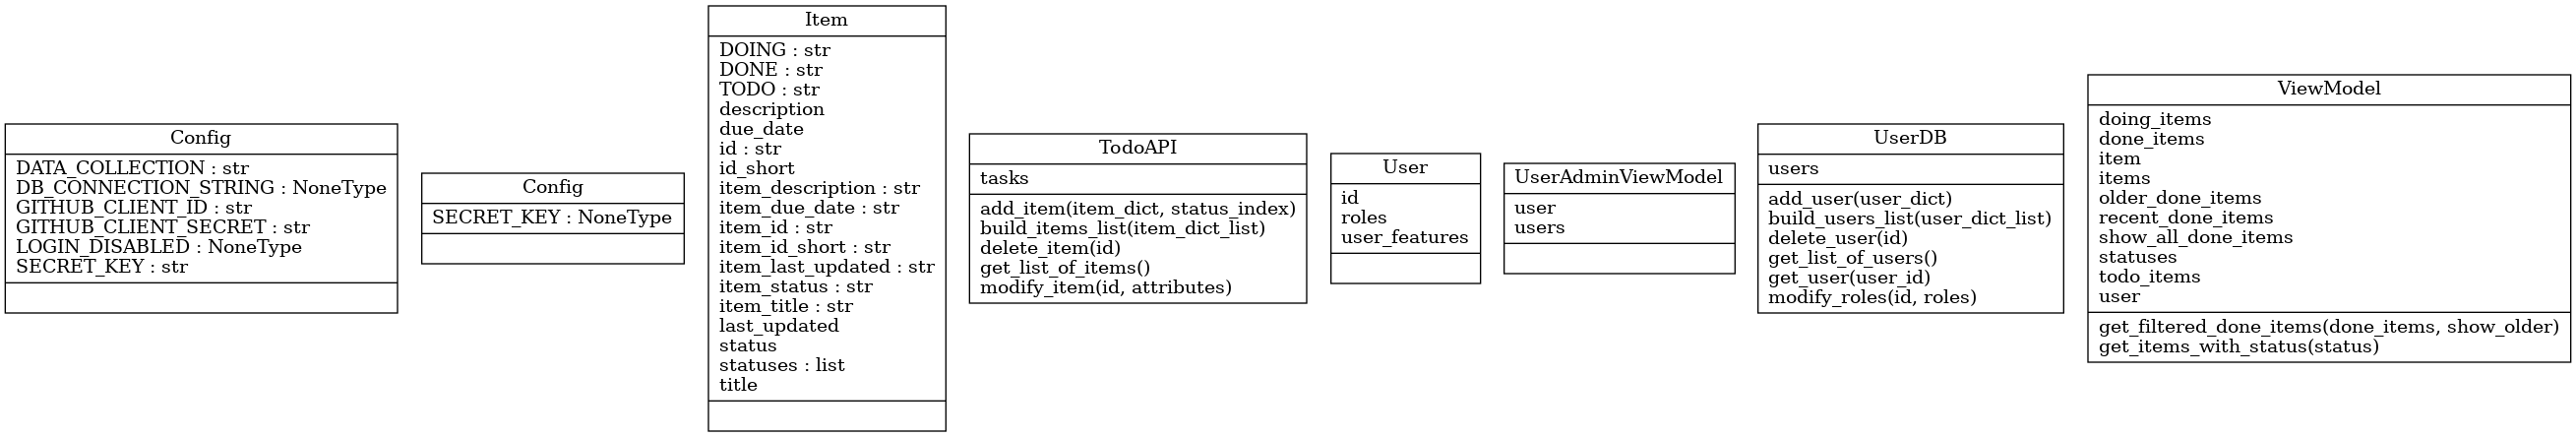 Config
DATA_COLLECTION : str
DB_CONNECTION_STRING : NoneType
GITHUB_CLIENT_ID : str
GITHUB_CLIENT_SECRET : str
LOGIN_DISABLED : NoneType
SECRET_KEY : str
Config
SECRET_KEY : NoneType
Item
DOING : str
DONE : str
TODO : str
description
due_date
id : str
id_short
item_description : str
item_due_date : str
item_id : str
item_id_short : str
item_last_updated : str
item_status : str
item_title : str
last_updated
status
statuses : list
title
TodoAPI
tasks
add_item(item_dict, status_index)
build_items_list(item_dict_list)
delete_item(id)
get_list_of_items()
modify_item(id, attributes)
User
id
roles
user_features
UserAdminViewModel
user
users
UserDB
users
add_user(user_dict)
build_users_list(user_dict_list)
delete_user(id)
get_list_of_users()
get_user(user_id)
modify_roles(id, roles)
ViewModel
doing_items
done_items
item
items
older_done_items
recent_done_items
show_all_done_items
statuses
todo_items
user
get_filtered_done_items(done_items, show_older)
get_items_with_status(status)